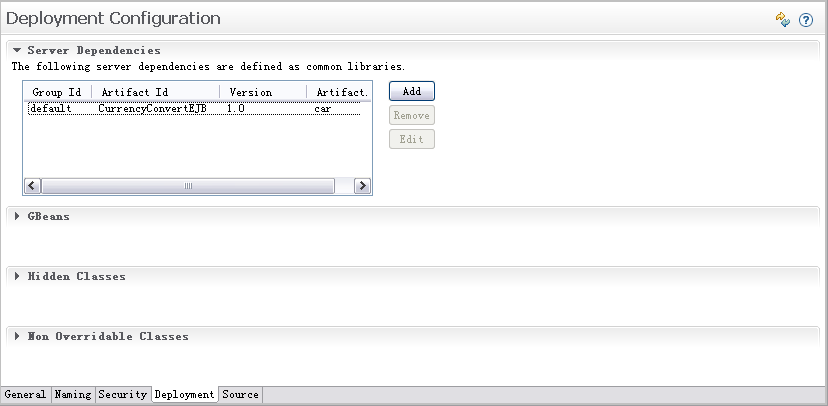 Deployment Configuration
Server Dependencies
The following server dependencies are defined as common libraries.
Group Id Artifact Id Version Artifact.
default CurrencyConvertEJB 1.0 car
Add
Remove
Edit
GBeans
Hidden Classes
Non Overridable Classes
General Naming Security Deployment Source